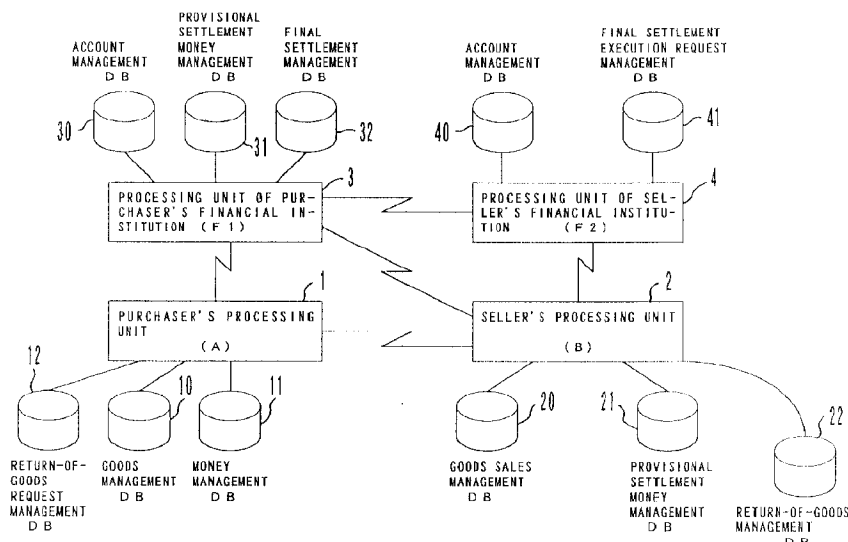 ACCOUNT
MANAGEMENT
D B
PROVISIONAL
SETTLEMENT
MONEY
MANAGEMENT
D B
FINAL
SETTLEMENT
MANAGEMENT
D B
ACCOUNT
MANAGEMENT
D B
FINAL SETTLEMENT
EXECUTION REQUEST
MANAGEMENT
D B
30
31
32
40
41
3
PROCESSING UNIT OF PUR-
CHASER'S FINANCIAL IN-
STITUTION (F1)
4
PROCESSING UNIT OF SEL-
LER'S FINANCIAL INSTITU-
TION (F2)
1
PURCHASER'S PROCESSING
UNIT
(A)
2
SELLER'S PROCESSING UNIT
(B)
12
10
11
20
21
22
RETURN-OF-
GOODS
REQUEST
MANAGEMENT
D B
GOODS
MANAGEMENT
D B
MONEY
MANAGEMENT
D B
GOODS SALES
MANAGEMENT
D B
PROVISIONAL
SETTLEMENT
MONEY
MANAGEMENT
D B
RETURN-OF-GOODS
MANAGEMENT
D B